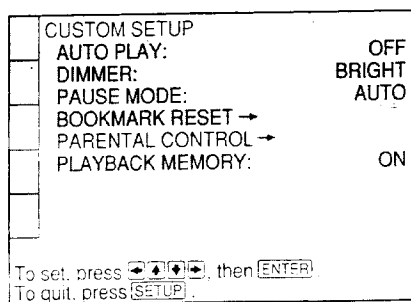 CUSTOM SETUP
AUTO PLAY: OFF
DIMMER: BRIGHT
PAUSE MODE: AUTO
BOOKMARK RESET →
PARENTAL CONTROL →
PLAYBACK MEMORY: ON
To set, press ←↑↓→, then ENTER.
To quit, press SETUP.